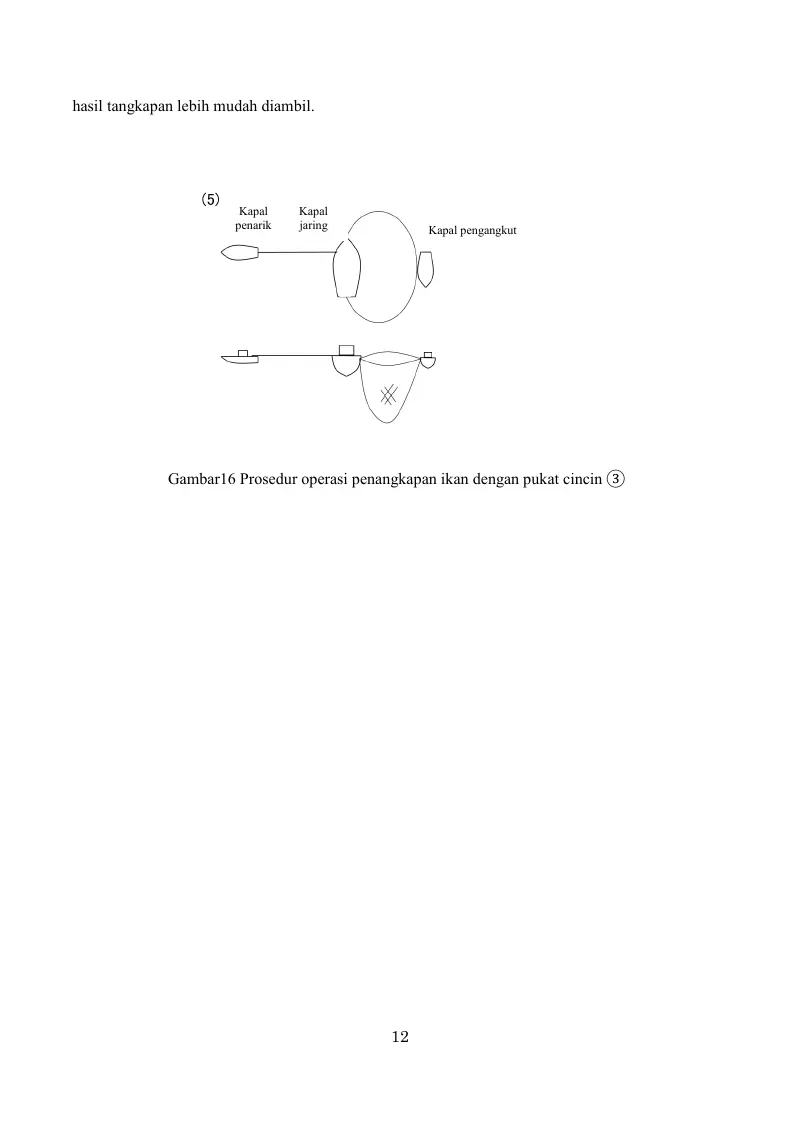 hasil tangkapan lebih mudah diambil.
(5)
Kapal penarik
Kapal jaring
Kapal pengangkut
Gambar16 Prosedur operasi penangkapan ikan dengan pukat cincin ③
12